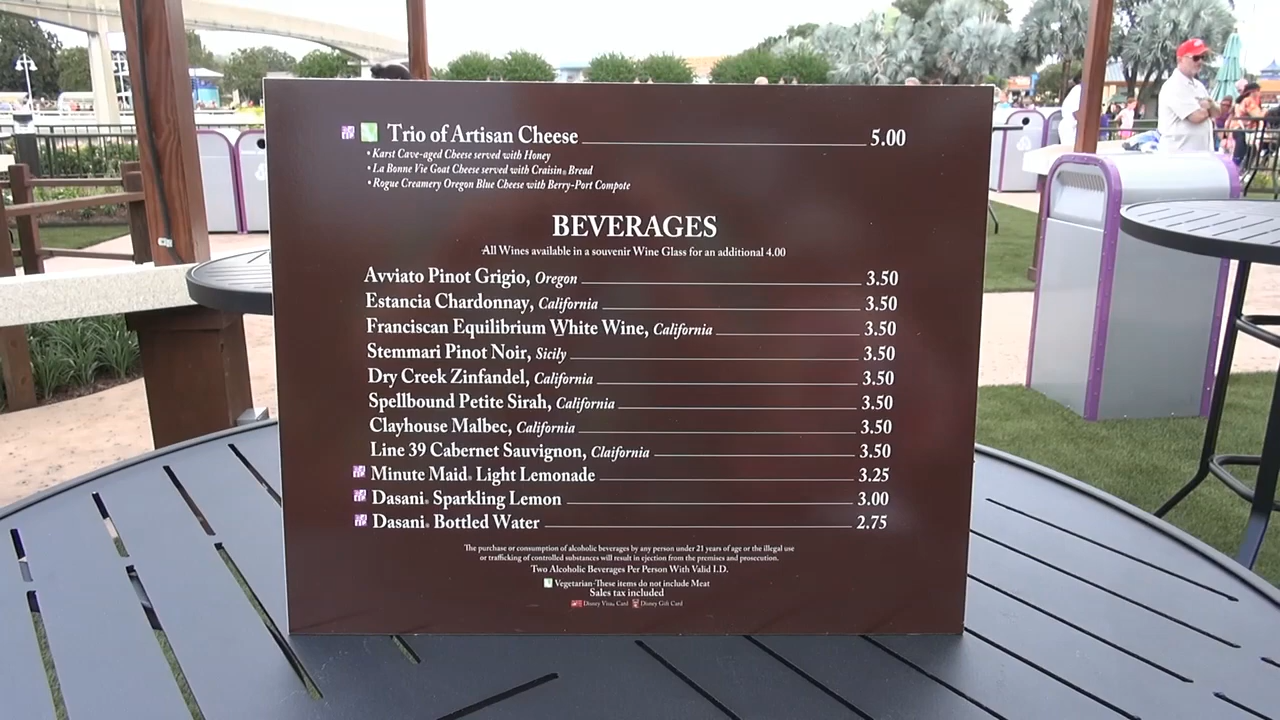 Trio of Artisan Cheese 5.00
• Karst Cave-aged Cheese served with Honey
• La Bonne Vie Goat Cheese served with Craisin® Bread
• Rogue Creamery Oregon Blue Cheese with Berry-Port Compote
BEVERAGES
All Wines available in a souvenir Wine Glass for an additional 4.00
Avviato Pinot Grigio, Oregon 3.50
Estancia Chardonnay, California 3.50
Franciscan Equilibrium White Wine, California 3.50
Stemmari Pinot Noir, Sicily 3.50
Dry Creek Zinfandel, California 3.50
Spellbound Petite Sirah, California 3.50
Clayhouse Malbec, California 3.50
Line 39 Cabernet Sauvignon, Claifornia 3.50
Minute Maid® Light Lemonade 3.25
Dasani® Sparkling Lemon 3.00
Dasani® Bottled Water 2.75
The purchase or consumption of alcoholic beverages by any person under 21 years of age or the illegal use
or trafficking of controlled substances will result in ejection from the premises and prosecution.
Two Alcoholic Beverages Per Person With Valid I.D.
Vegetarian-These items do not include Meat
Sales tax included
Disney Visa® Card Disney Gift Card